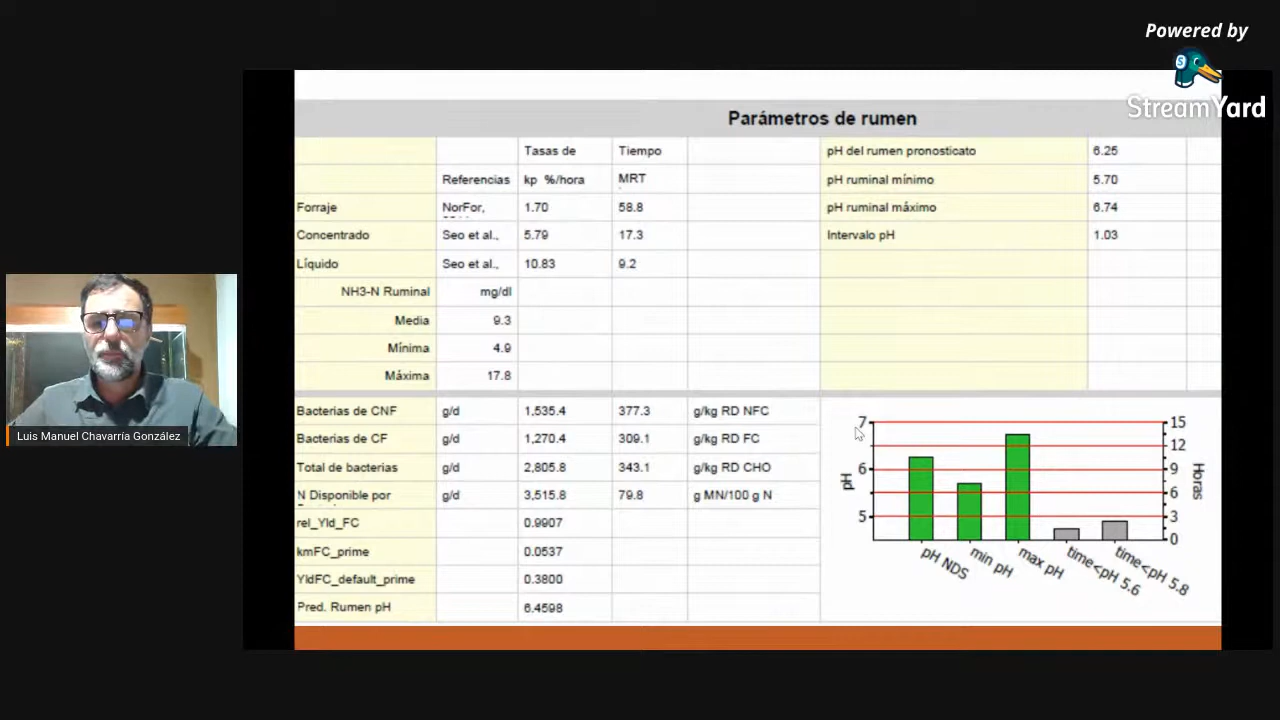 Powered by
StreamYard
Parámetros de rumen
Tasas de Tiempo
Referencias kp %/hora MRT
Forraje NorFor, 1.70 58.8
Concentrado Seo et al., 5.79 17.3
Líquido Seo et al., 10.83 9.2
NH3-N Ruminal mg/dl
Media 9.3
Mínima 4.9
Máxima 17.8
pH del rumen pronosticato 6.25
pH ruminal mínimo 5.70
pH ruminal máximo 6.74
Intervalo pH 1.03
Bacterias de CNF g/d 1,535.4 377.3 g/kg RD NFC
Bacterias de CF g/d 1,270.4 309.1 g/kg RD FC
Total de bacterias g/d 2,805.8 343.1 g/kg RD CHO
N Disponible por g/d 3,515.8 79.8 g MN/100 g N
rel_Yld_FC 0.9907
kmFC_prime 0.0537
YldFC_default_prime 0.3800
Pred. Rumen pH 6.4598
pH
7
6
5
15
12
9
6
3
0
Horas
pH NDS
min pH
max pH
time<pH 5.6
time<pH 5.8
Luis Manuel Chavarría González